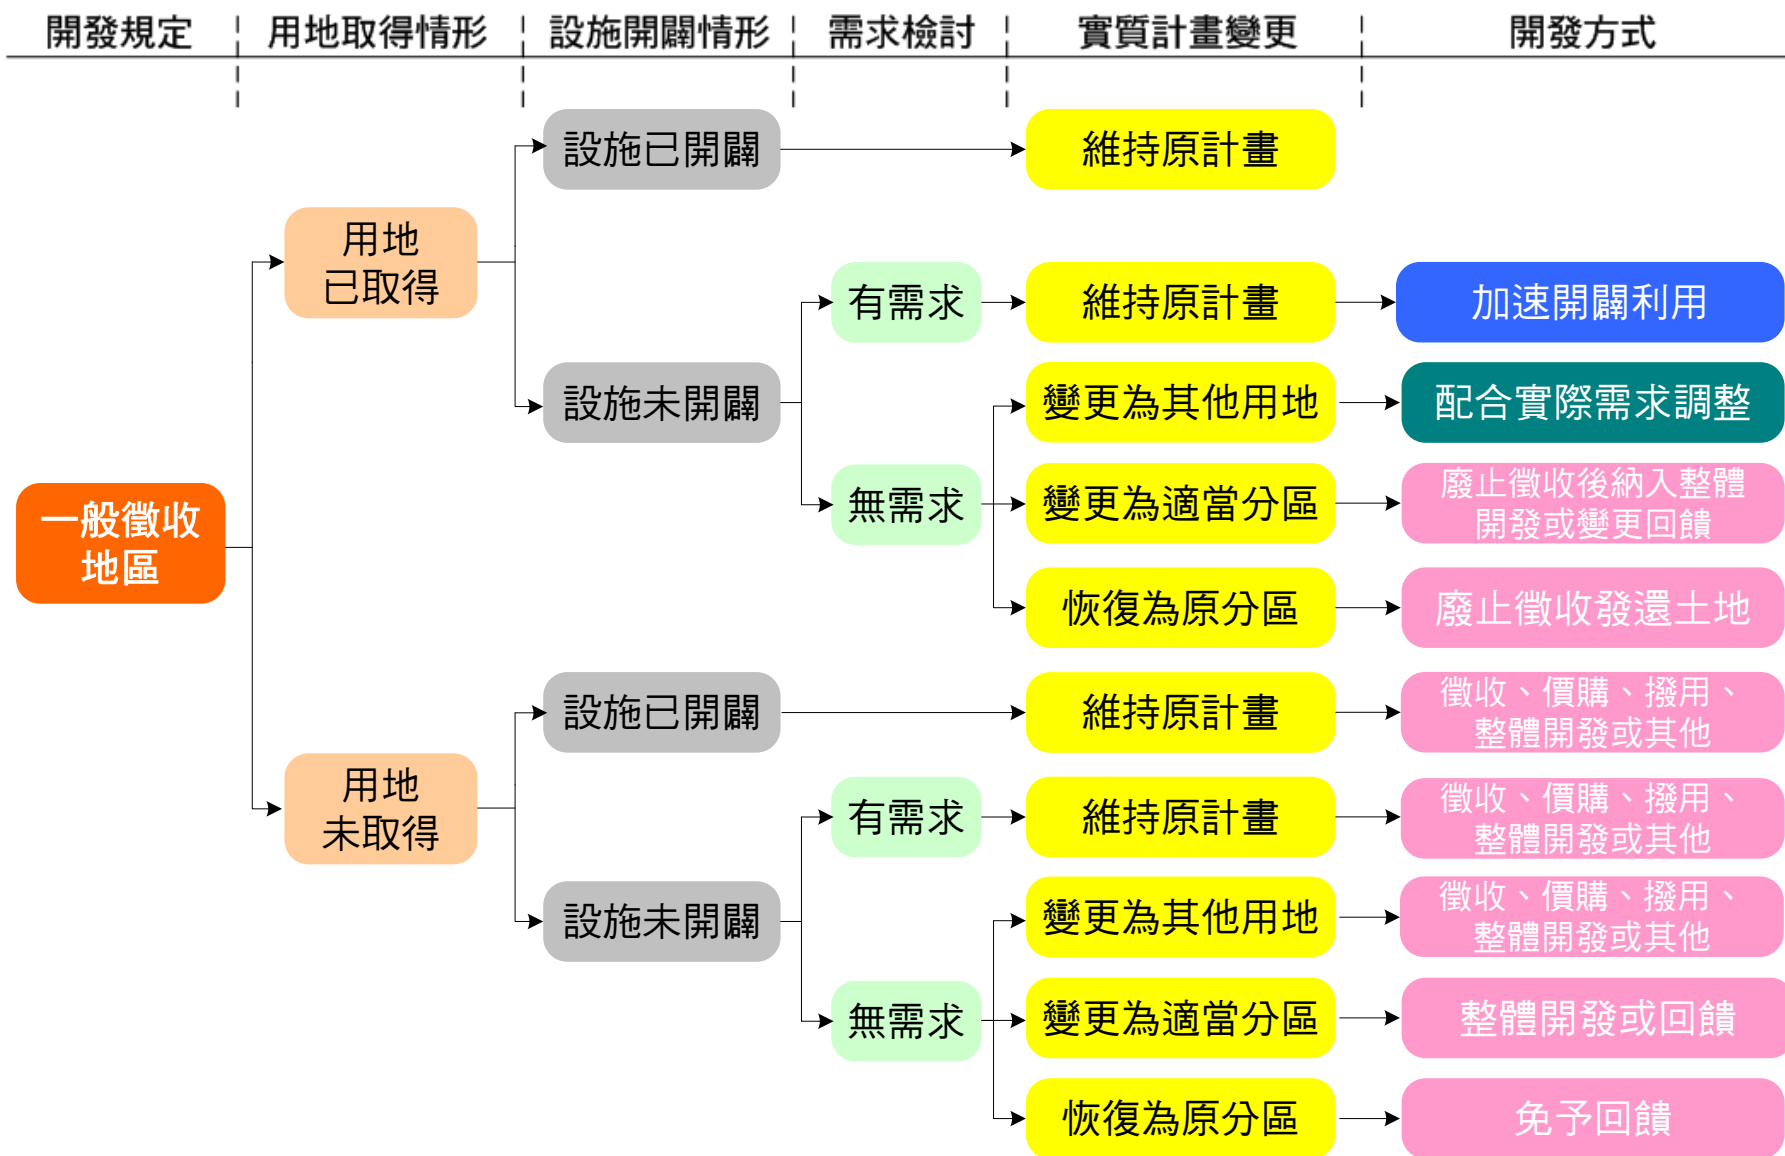 開發規定 用地取得情形 設施開闢情形 需求檢討 實質計畫變更 開發方式
設施已開闢 維持原計畫
用地
已取得
有需求 維持原計畫 加速開闢利用
設施未開闢 變更為其他用地 配合實際需求調整
無需求 變更為適當分區 廢止徵收後納入整體
開發或變更回饋
一般徵收
地區
恢復為原分區 廢止徵收發還土地
設施已開闢 維持原計畫 徵收、價購、撥用、
整體開發或其他
用地
未取得
有需求 維持原計畫 徵收、價購、撥用、
整體開發或其他
設施未開闢 變更為其他用地 徵收、價購、撥用、
整體開發或其他
無需求 變更為適當分區 整體開發或回饋
恢復為原分區 免予回饋